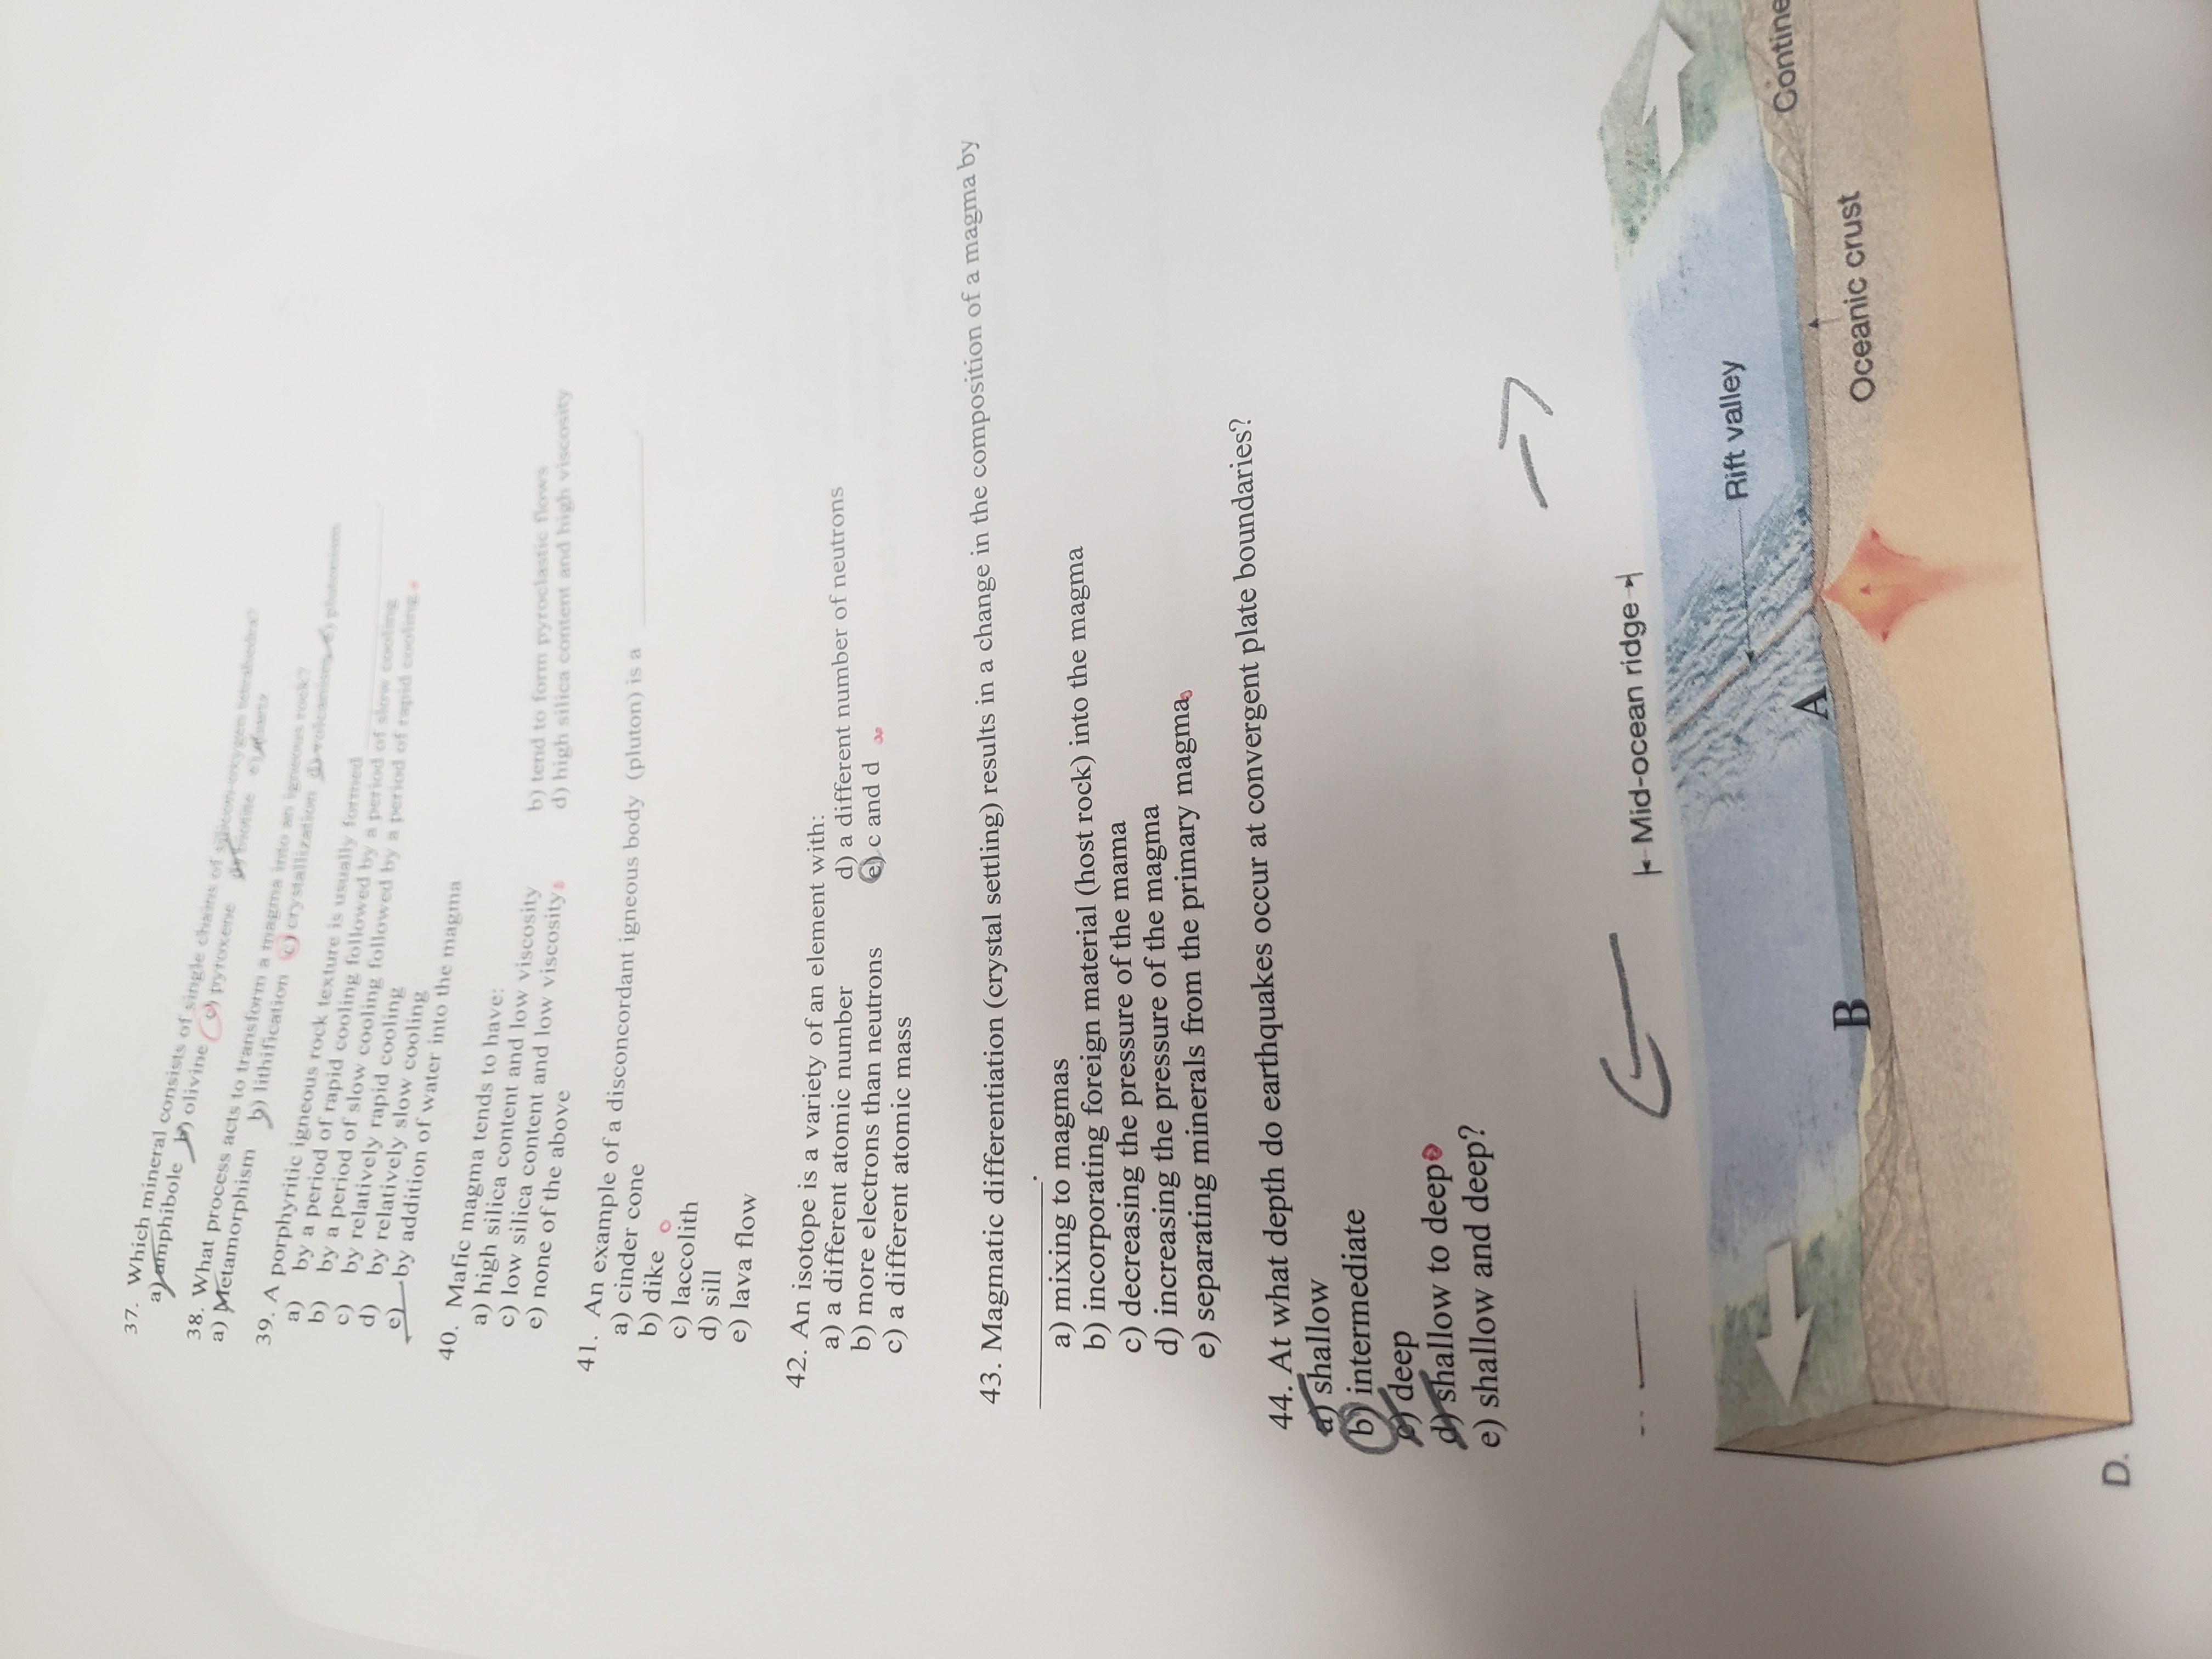 37. Which mineral consists of single chains of silicon-oxygen tetrahedra?
a) amphibole b) olivine c) pyroxene d) biotite e) quartz
38. What process acts to transform a magma into an igneous rock?
a) Metamorphism b) lithification c) crystallization d) volcanism e) plutonism
39. A porphyritic igneous rock texture is usually formed
a) by a period of rapid cooling followed by a period of slow cooling
b) by a period of slow cooling followed by a period of rapid cooling
c) by relatively rapid cooling
d) by relatively slow cooling
e) by addition of water into the magma
40. Mafic magma tends to have:
a) high silica content and low viscosity b) tend to form pyroclastic flows
c) low silica content and low viscosity d) high silica content and high viscosity
e) none of the above
41. An example of a disconcordant igneous body (pluton) is a ________.
a) cinder cone
b) dike
c) laccolith
d) sill
e) lava flow
42. An isotope is a variety of an element with:
a) a different atomic number d) a different number of neutrons
b) more electrons than neutrons e) c and d
c) a different atomic mass
43. Magmatic differentiation (crystal settling) results in a change in the composition of a magma by
________.
a) mixing to magmas
b) incorporating foreign material (host rock) into the magma
c) decreasing the pressure of the mama
d) increasing the pressure of the magma
e) separating minerals from the primary magma
44. At what depth do earthquakes occur at convergent plate boundaries?
a) shallow
b) intermediate
c) deep
d) shallow to deep
e) shallow and deep?
Mid-ocean ridge
Rift valley
Contine
A
B
Oceanic crust
D.